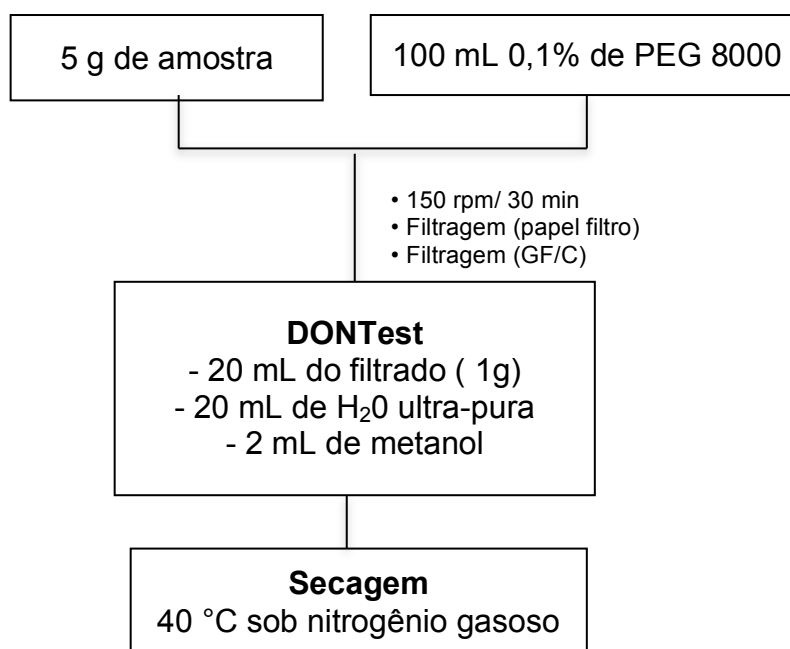 5 g de amostra
100 mL 0,1% de PEG 8000
• 150 rpm/ 30 min
• Filtragem (papel filtro)
• Filtragem (GF/C)
DONTest
- 20 mL do filtrado ( 1g)
- 20 mL de H₂0 ultra-pura
- 2 mL de metanol
Secagem
40 °C sob nitrogênio gasoso